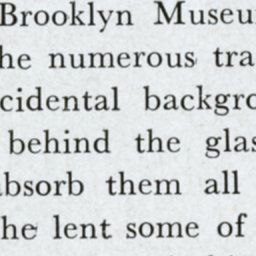 Brooklyn Museu
he numerous tra
cidental backgro
behind the glas
absorb them all
he lent some of